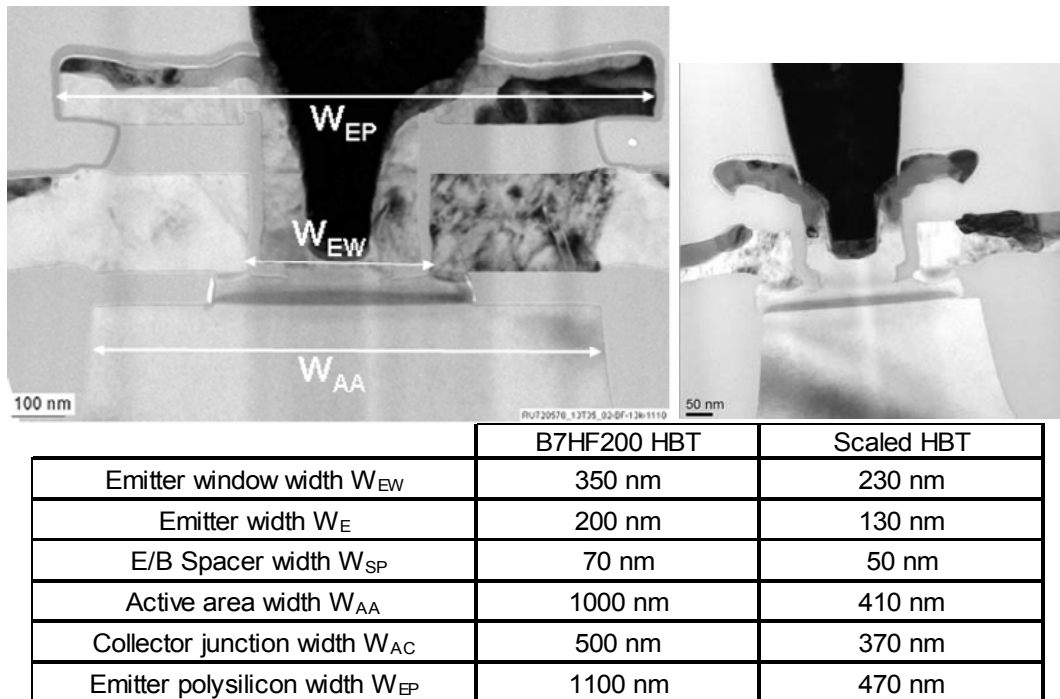 W_EP
W_EW
W_AA
100 nm
50 nm
B7HF200 HBT Scaled HBT
Emitter window width W_EW 350 nm 230 nm
Emitter width W_E 200 nm 130 nm
E/B Spacer width W_SP 70 nm 50 nm
Active area width W_AA 1000 nm 410 nm
Collector junction width W_AC 500 nm 370 nm
Emitter polysilicon width W_EP 1100 nm 470 nm